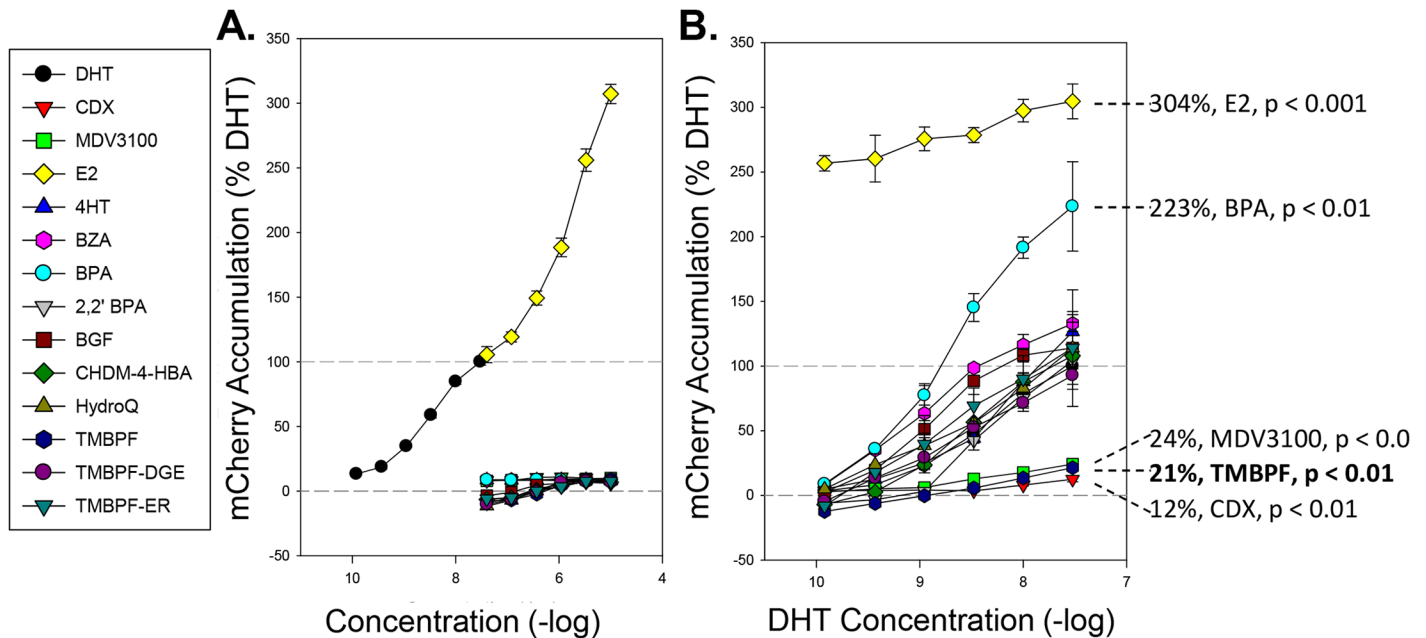 A.
B.
DHT
CDX
MDV3100
E2
4HT
BZA
BPA
2,2' BPA
BGF
CHDM-4-HBA
HydroQ
TMBPF
TMBPF-DGE
TMBPF-ER
mCherry Accumulation (% DHT)
350
300
250
200
150
100
50
0
-50
10
8
6
4
Concentration (-log)
mCherry Accumulation (% DHT)
350
300
250
200
150
100
50
0
-50
10
9
8
7
DHT Concentration (-log)
304%, E2, p < 0.001
223%, BPA, p < 0.01
24%, MDV3100, p < 0.0
21%, TMBPF, p < 0.01
12%, CDX, p < 0.01